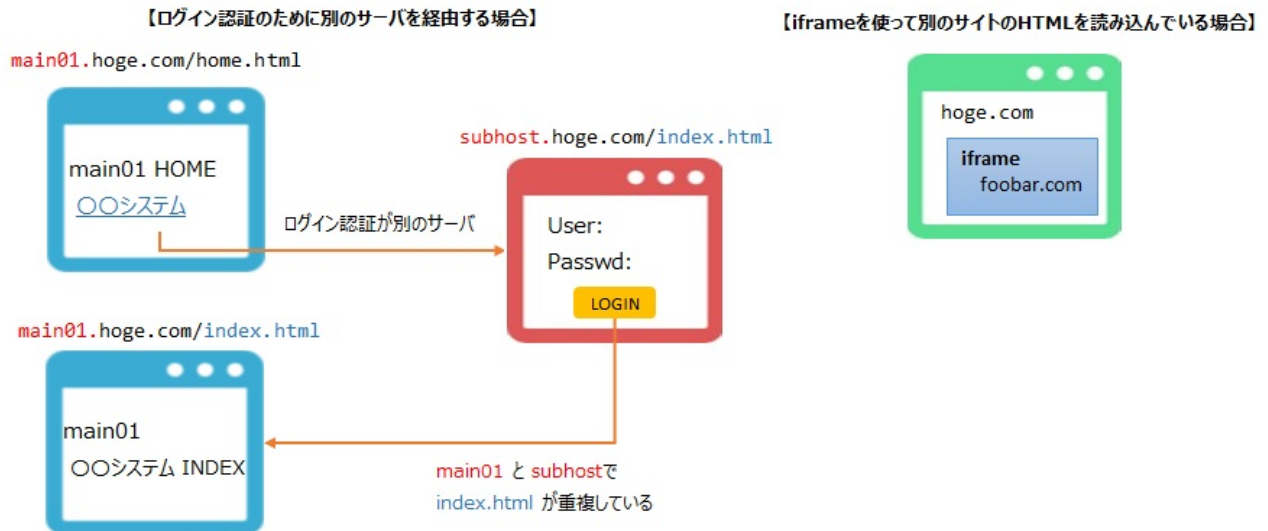 【ログイン認証のために別のサーバを経由する場合】
main01.hoge.com/home.html
main01 HOME
〇〇システム
ログイン認証が別のサーバ
subhost.hoge.com/index.html
User:
Passwd:
LOGIN
main01.hoge.com/index.html
main01
〇〇システム INDEX
main01 と subhostで
index.html が重複している
【iframeを使って別のサイトのHTMLを読み込んでいる場合】
hoge.com
iframe
foobar.com